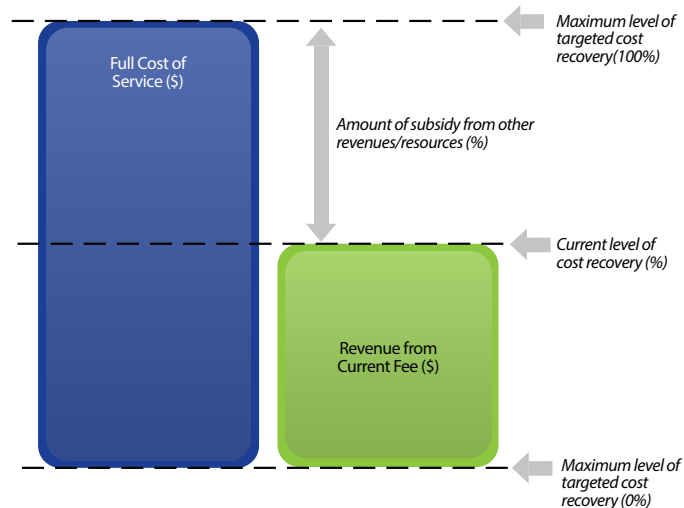 Full Cost of
Service ($)
Maximum level of
targeted cost
recovery(100%)
Amount of subsidy from other
revenues/resources (%)
Current level of
cost recovery (%)
Revenue from
Current Fee ($)
Maximum level of
targeted cost
recovery (0%)